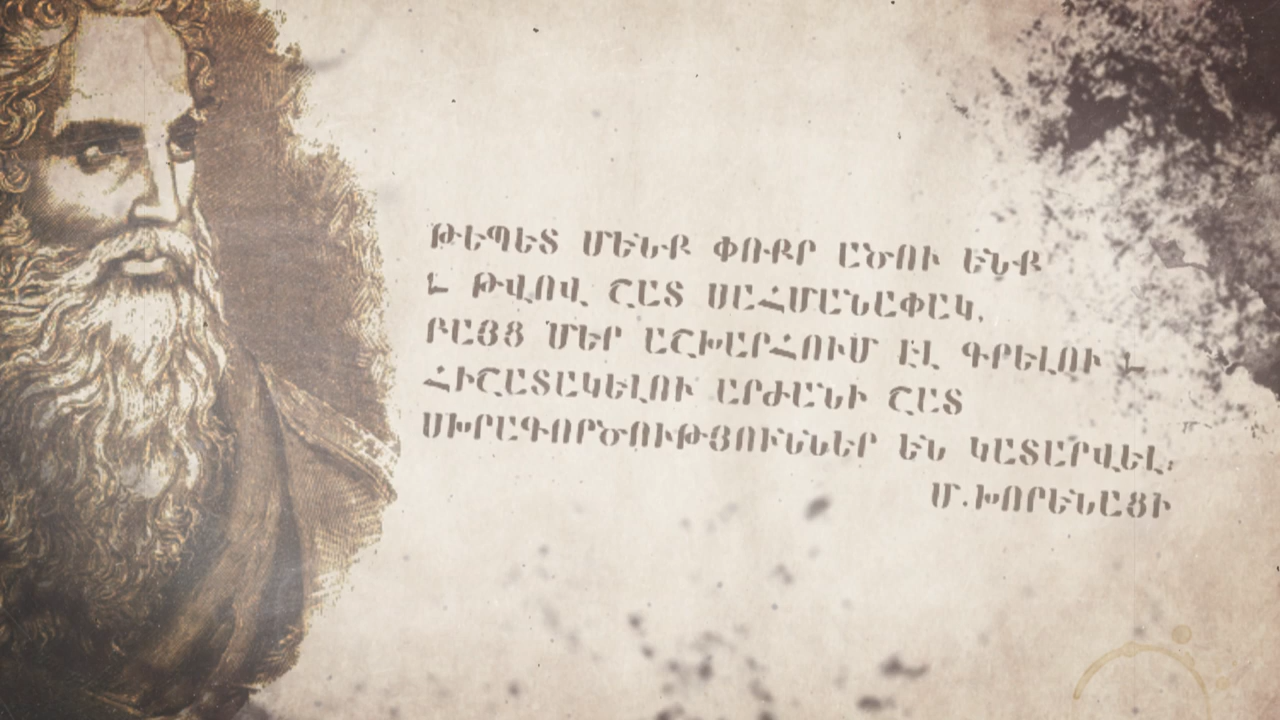 ԹԵՊԵՏ ՄԵՆՔ ՓՈՔՐ ԱԾՈՒ ԵՆՔ
և ԹՎՈՎ ՇԱՏ ՍԱՀՄԱՆԱՓԱԿ,
ԲԱՅՑ ՄԵՐ ԱՇԽԱՐՀՈՒՄ ԷԼ ԳՐԵԼՈՒ և
ՀԻՇԱՏԱԿԵԼՈՒ ԱՐԺԱՆԻ ՇԱՏ
ՍԽՐԱԳՈՐԾՈՒԹՅՈՒՆՆԵՐ ԵՆ ԿԱՏԱՐՎԵԼ։
Մ.ԽՈՐԵՆԱՑԻ